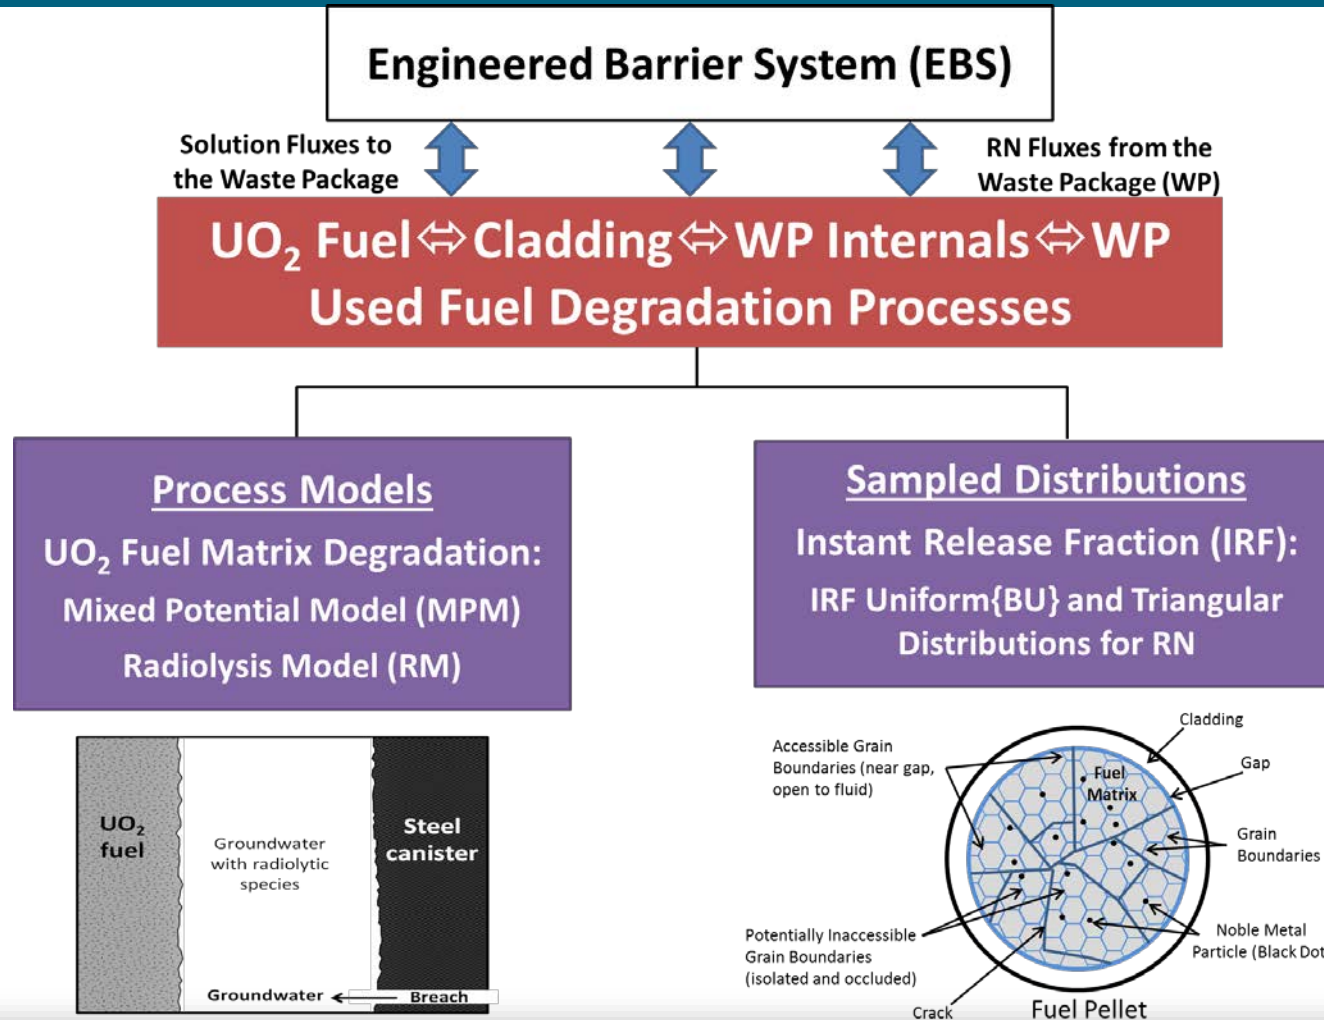 Engineered Barrier System (EBS)
Solution Fluxes to
the Waste Package
RN Fluxes from the
Waste Package (WP)
UO₂ Fuel⇔Cladding⇔WP Internals⇔WP
Used Fuel Degradation Processes
Process Models
UO₂ Fuel Matrix Degradation:
Mixed Potential Model (MPM)
Radiolysis Model (RM)
Sampled Distributions
Instant Release Fraction (IRF):
IRF Uniform{BU} and Triangular
Distributions for RN
UO₂
fuel
Groundwater
with radiolytic
species
Steel
canister
Groundwater
Breach
Cladding
Accessible Grain
Boundaries (near gap,
open to fluid)
Fuel
Matrix
Gap
Grain
Boundaries
Potentially Inaccessible
Grain Boundaries
(isolated and occluded)
Noble Metal
Particle (Black Dot
Crack
Fuel Pellet